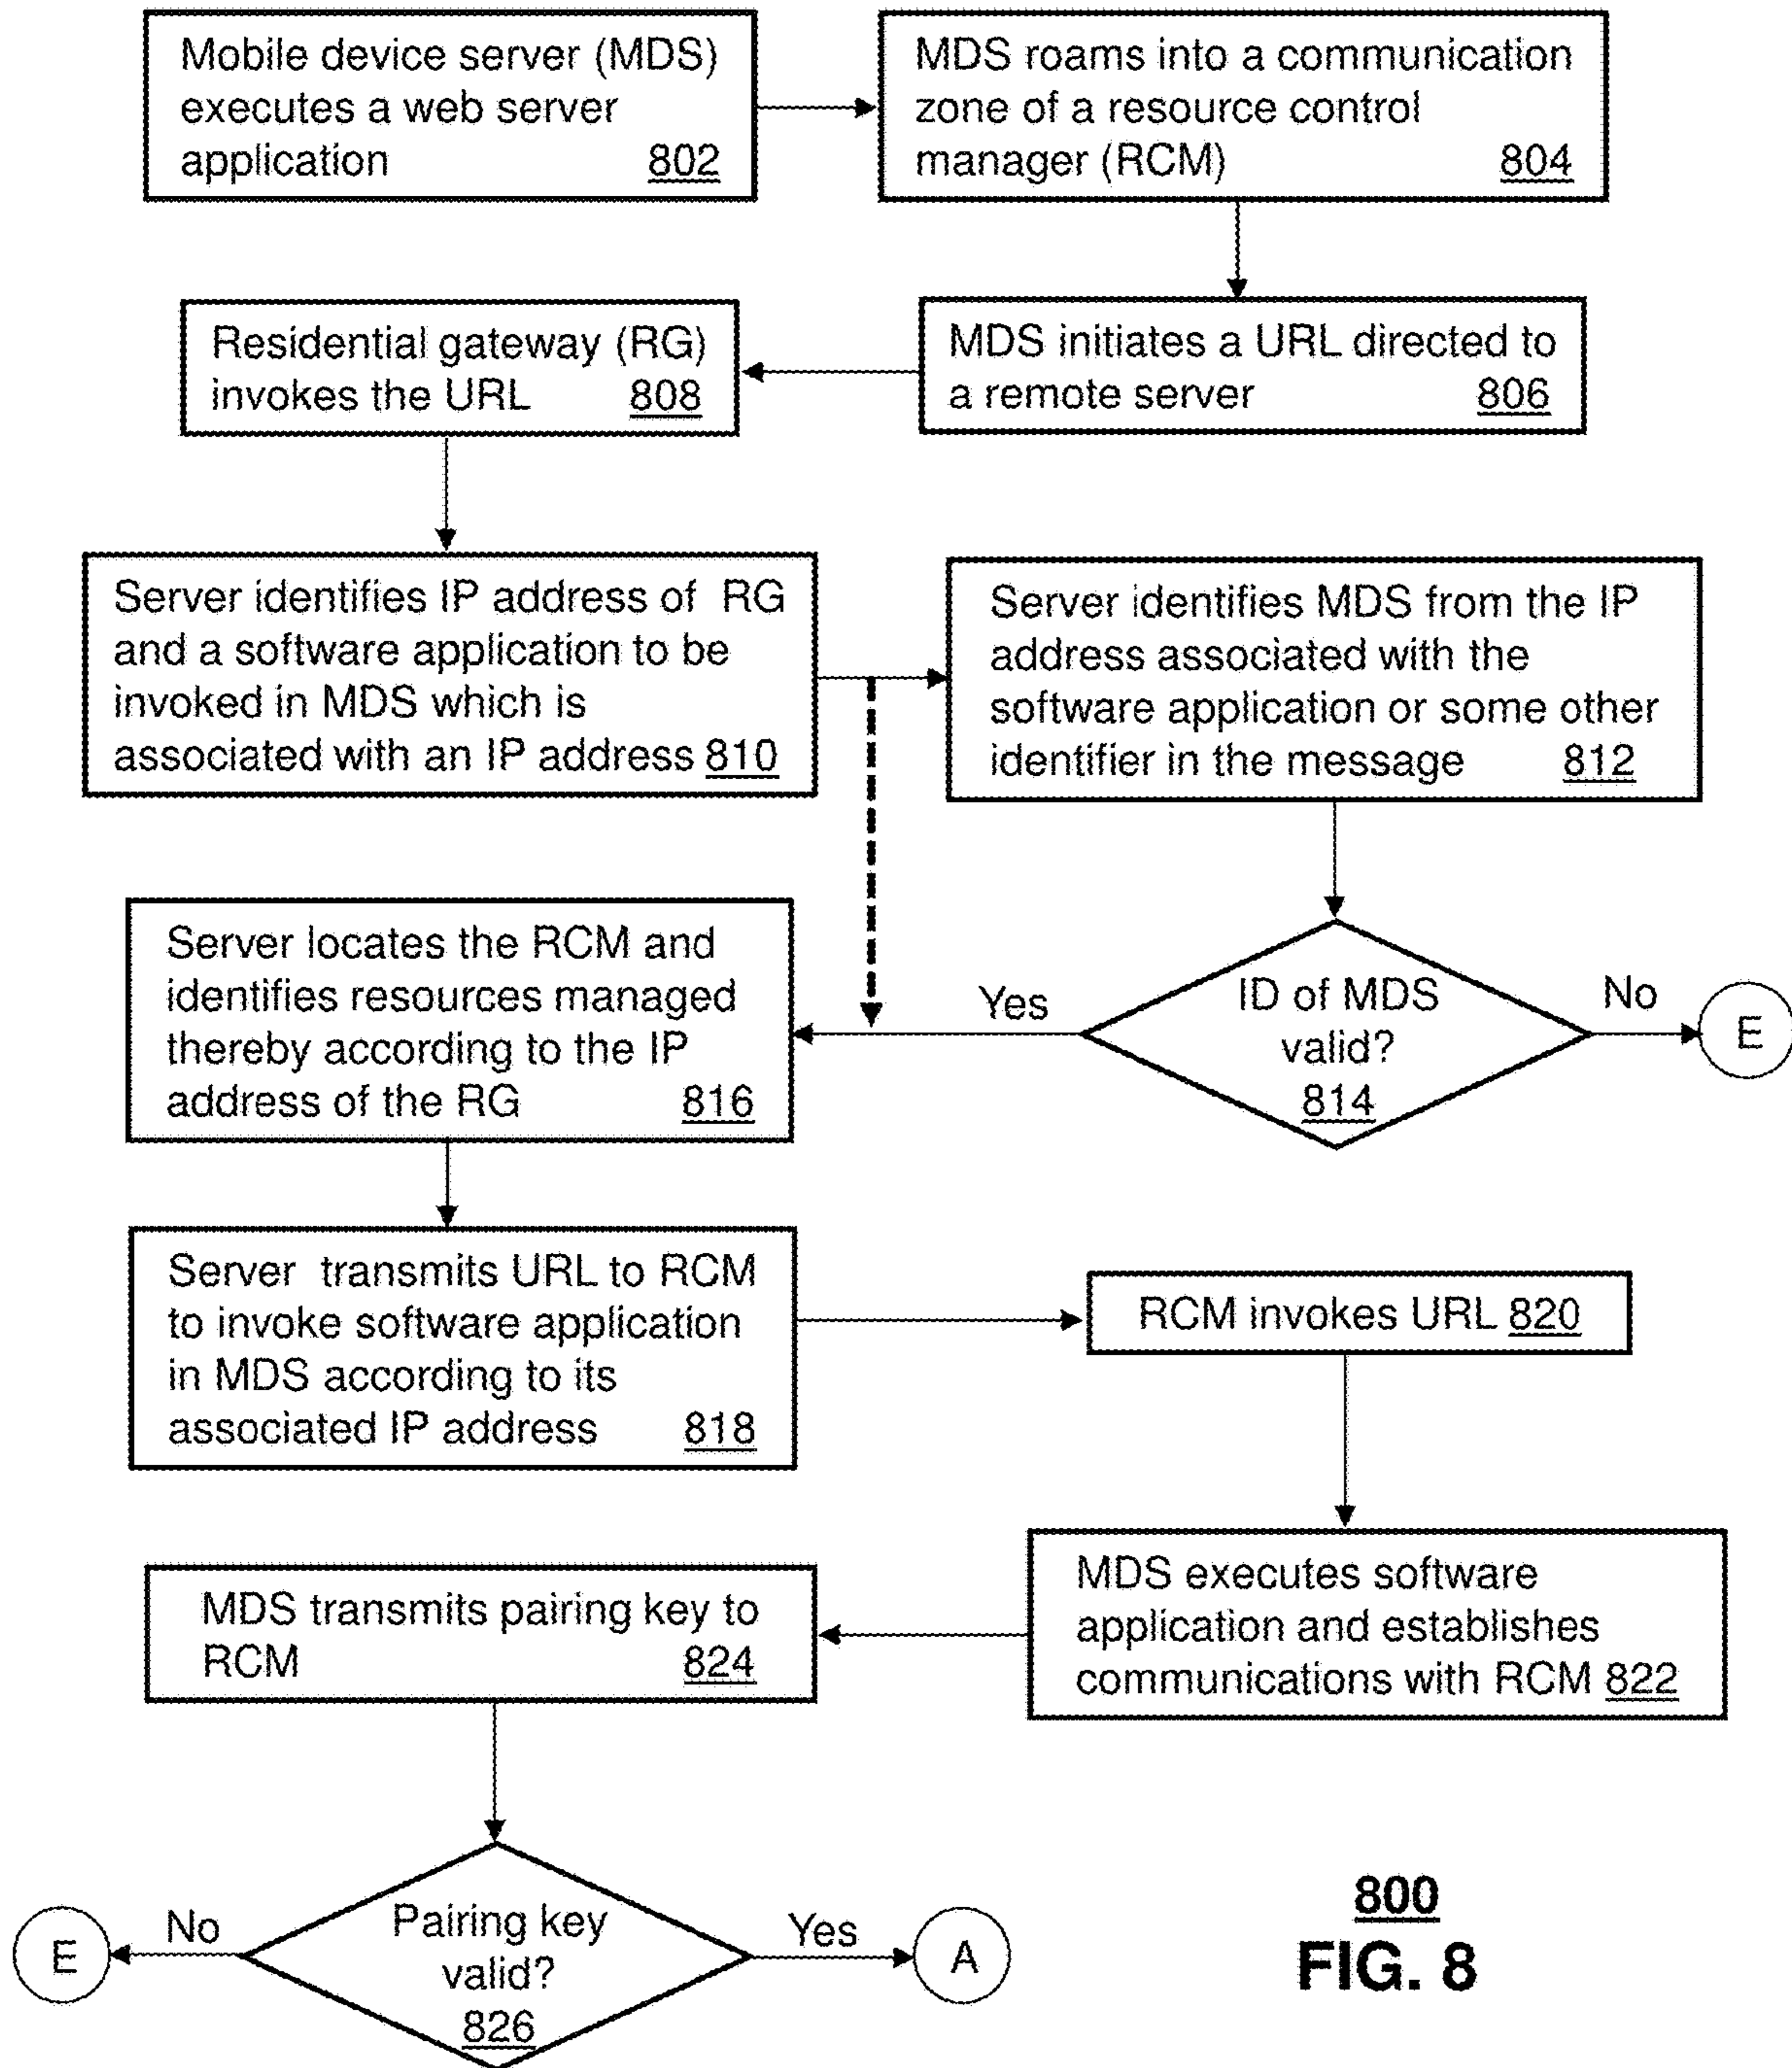 Mobile device server (MDS)
executes a web server
application 802
MDS roams into a communication
zone of a resource control
manager (RCM) 804
Residential gateway (RG)
invokes the URL 808
MDS initiates a URL directed to
a remote server 806
Server identifies IP address of RG
and a software application to be
invoked in MDS which is
associated with an IP address 810
Server identifies MDS from the IP
address associated with the
software application or some other
identifier in the message 812
Server locates the RCM and
identifies resources managed
thereby according to the IP
address of the RG 816
Yes
ID of MDS
valid?
814
No
E
Server transmits URL to RCM
to invoke software application
in MDS according to its
associated IP address 818
RCM invokes URL 820
MDS transmits pairing key to
RCM 824
MDS executes software
application and establishes
communications with RCM 822
E
No
Pairing key
valid?
826
Yes
A
800
FIG. 8